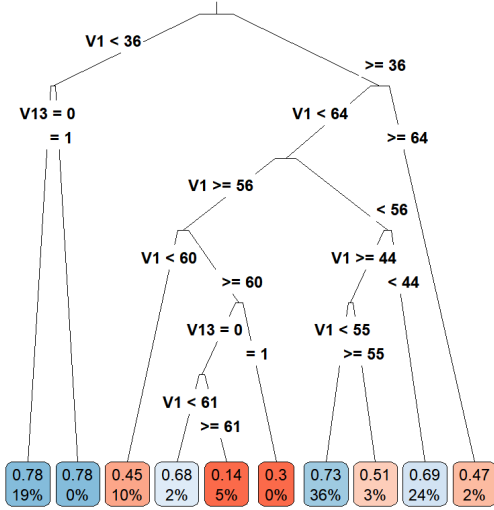 V1 < 36
>= 36
V13 = 0
V1 < 64
= 1
>= 64
V1 >= 56
< 56
V1 < 60
V1 >= 44
>= 60
< 44
V13 = 0
V1 < 55
= 1
>= 55
V1 < 61
>= 61
0.78 0.78 0.45 0.68 0.14 0.3 0.73 0.51 0.69 0.47
19% 0% 10% 2% 5% 0% 36% 3% 24% 2%